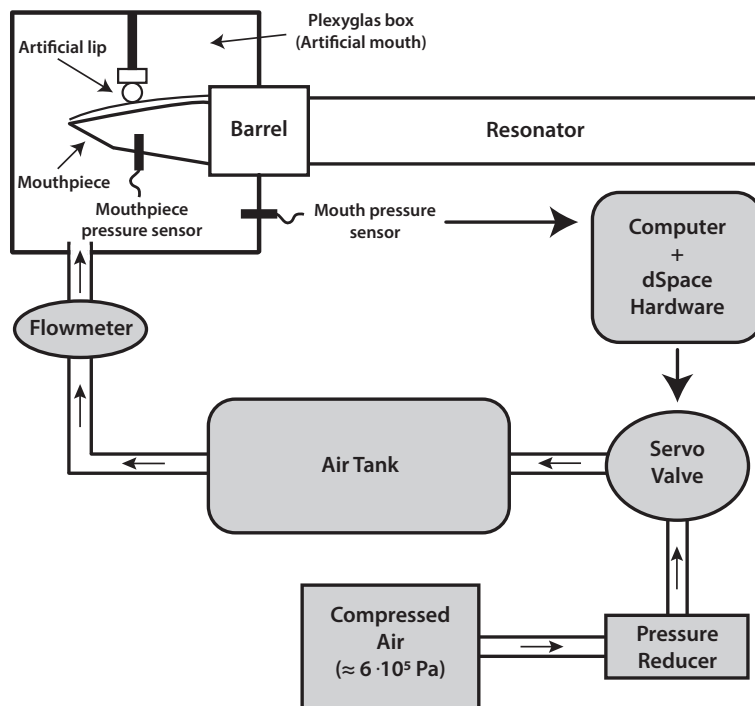 Plexyglas box
(Artificial mouth)
Artificial lip
Barrel
Resonator
Mouthpiece
Mouthpiece
pressure sensor
Mouth pressure
sensor
Computer
+
dSpace
Hardware
Flowmeter
Air Tank
Servo
Valve
Compressed
Air
(≈ 6 ·10⁵ Pa)
Pressure
Reducer